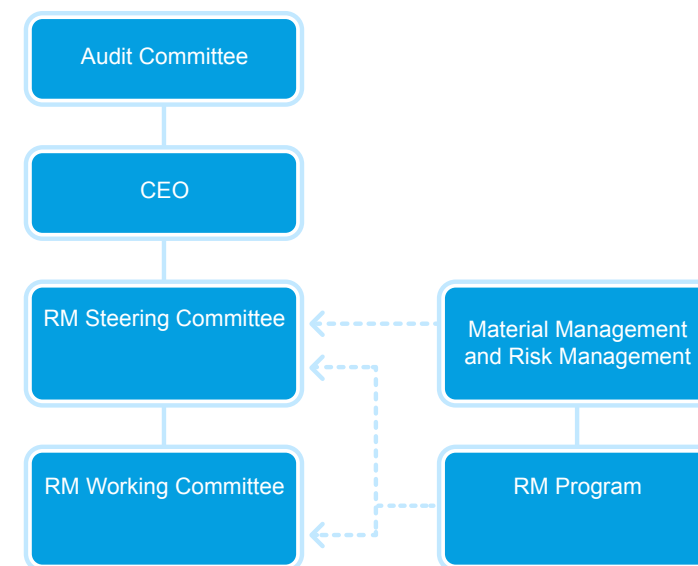 Audit Committee
CEO
RM Steering Committee
Material Management
and Risk Management
RM Working Committee
RM Program